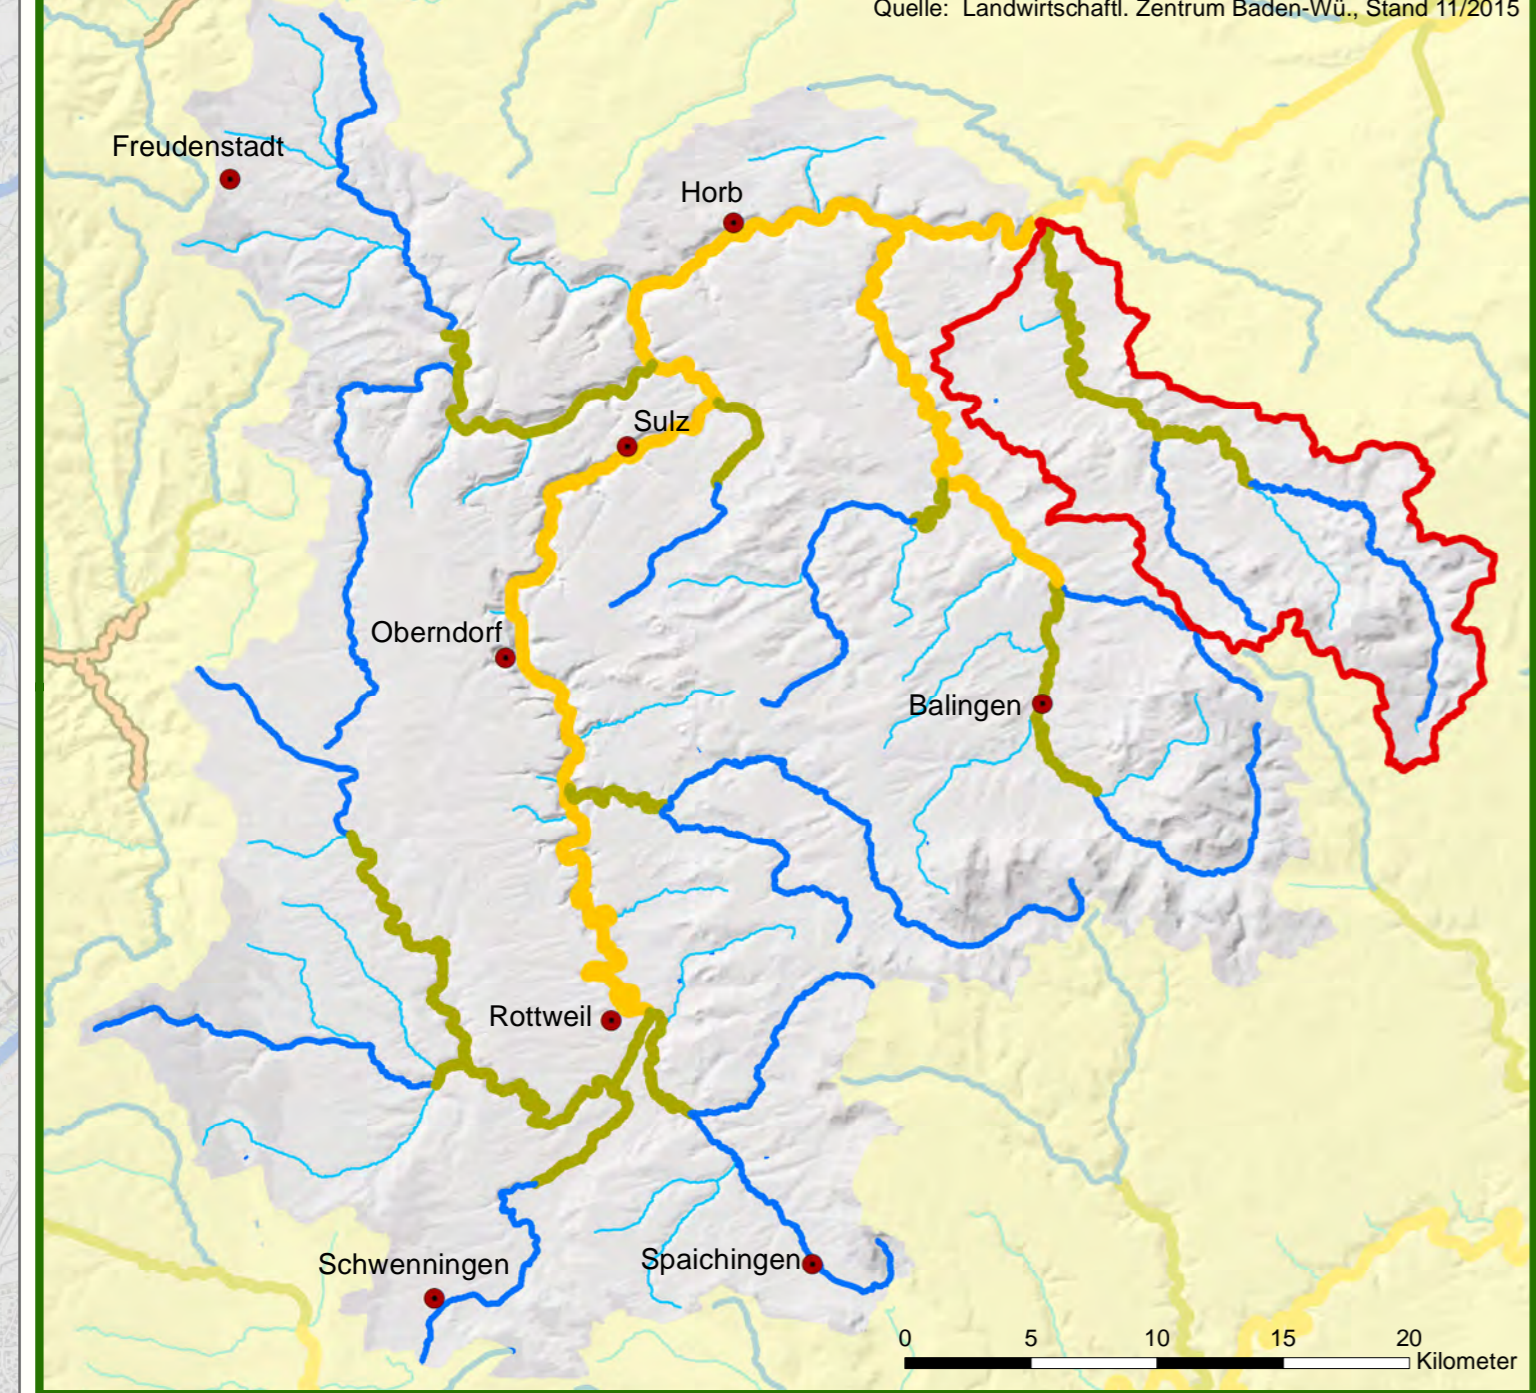 Quelle: Landwirtschaftl. Zentrum Baden-Wü., Stand 11/2015
Freudenstadt
Horb
Sulz
Oberndorf
Balingen
Rottweil
Schwenningen
Spaichingen
0 5 10 15 20
Kilometer